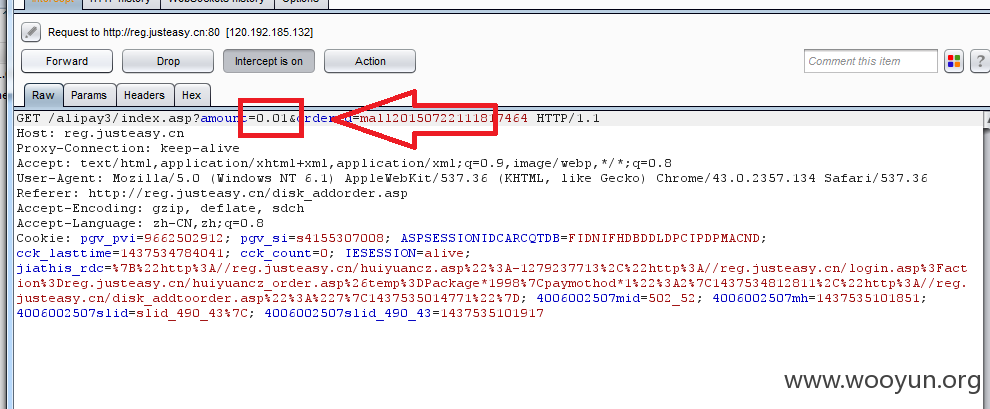 Intercept HTTP history WebSockets history Options
Request to http://reg.justeasy.cn:80 [120.192.185.132]
Forward Drop Intercept is on Action Comment this item ?
Raw Params Headers Hex
GET /alipay3/index.asp?amount=0.01& HTTP/1.1
Host: reg.justeasy.cn
Proxy-Connection: keep-alive
Accept: text/html,application/xhtml+xml,application/xml;q=0.9,image/webp,*/*;q=0.8
User-Agent: Mozilla/5.0 (Windows NT 6.1) AppleWebKit/537.36 (KHTML, like Gecko) Chrome/43.0.2357.134 Safari/537.36
Referer: http://reg.justeasy.cn/disk_addorder.asp
Accept-Encoding: gzip, deflate, sdch
Accept-Language: zh-CN,zh;q=0.8
Cookie: pgv_pvi=9662502912; pgv_si=s4155307008; ASPSESSIONIDCARCQTDB=FIDNIFHDBDDLDPCIPDPMACND;
cck_lasttime=1437534784041; cck_count=0; IESESSION=alive;
jiathis_rdc=%7B%22http%3A//reg.justeasy.cn/huiyuancz.asp%22%3A-1279237713%2C%22http%3A//reg.justeasy.cn/login.asp%3Fact
ion%3Dreg.justeasy.cn/huiyuancz_order.asp%26temp%3DPackage*1998%7Cpaymothod*1%22%3A2%7C1437534812811%2C%22http%3A//reg.
justeasy.cn/disk_addtoorder.asp%22%3A%227%7C1437535014771%22%7D; 4006002507mid=502_52; 4006002507mh=1437535101851;
4006002507slid=slid_490_43%7C; 4006002507slid_490_43=1437535101917
www.wooyun.org